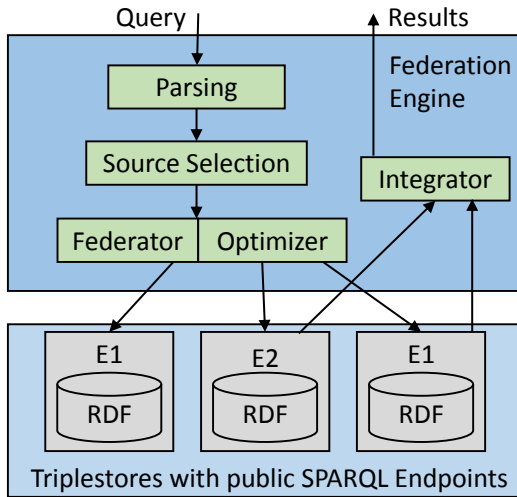 Query
Results
Federation
Engine
Parsing
Source Selection
Integrator
Federator
Optimizer
E1
RDF
E2
RDF
E1
RDF
Triplestores with public SPARQL Endpoints